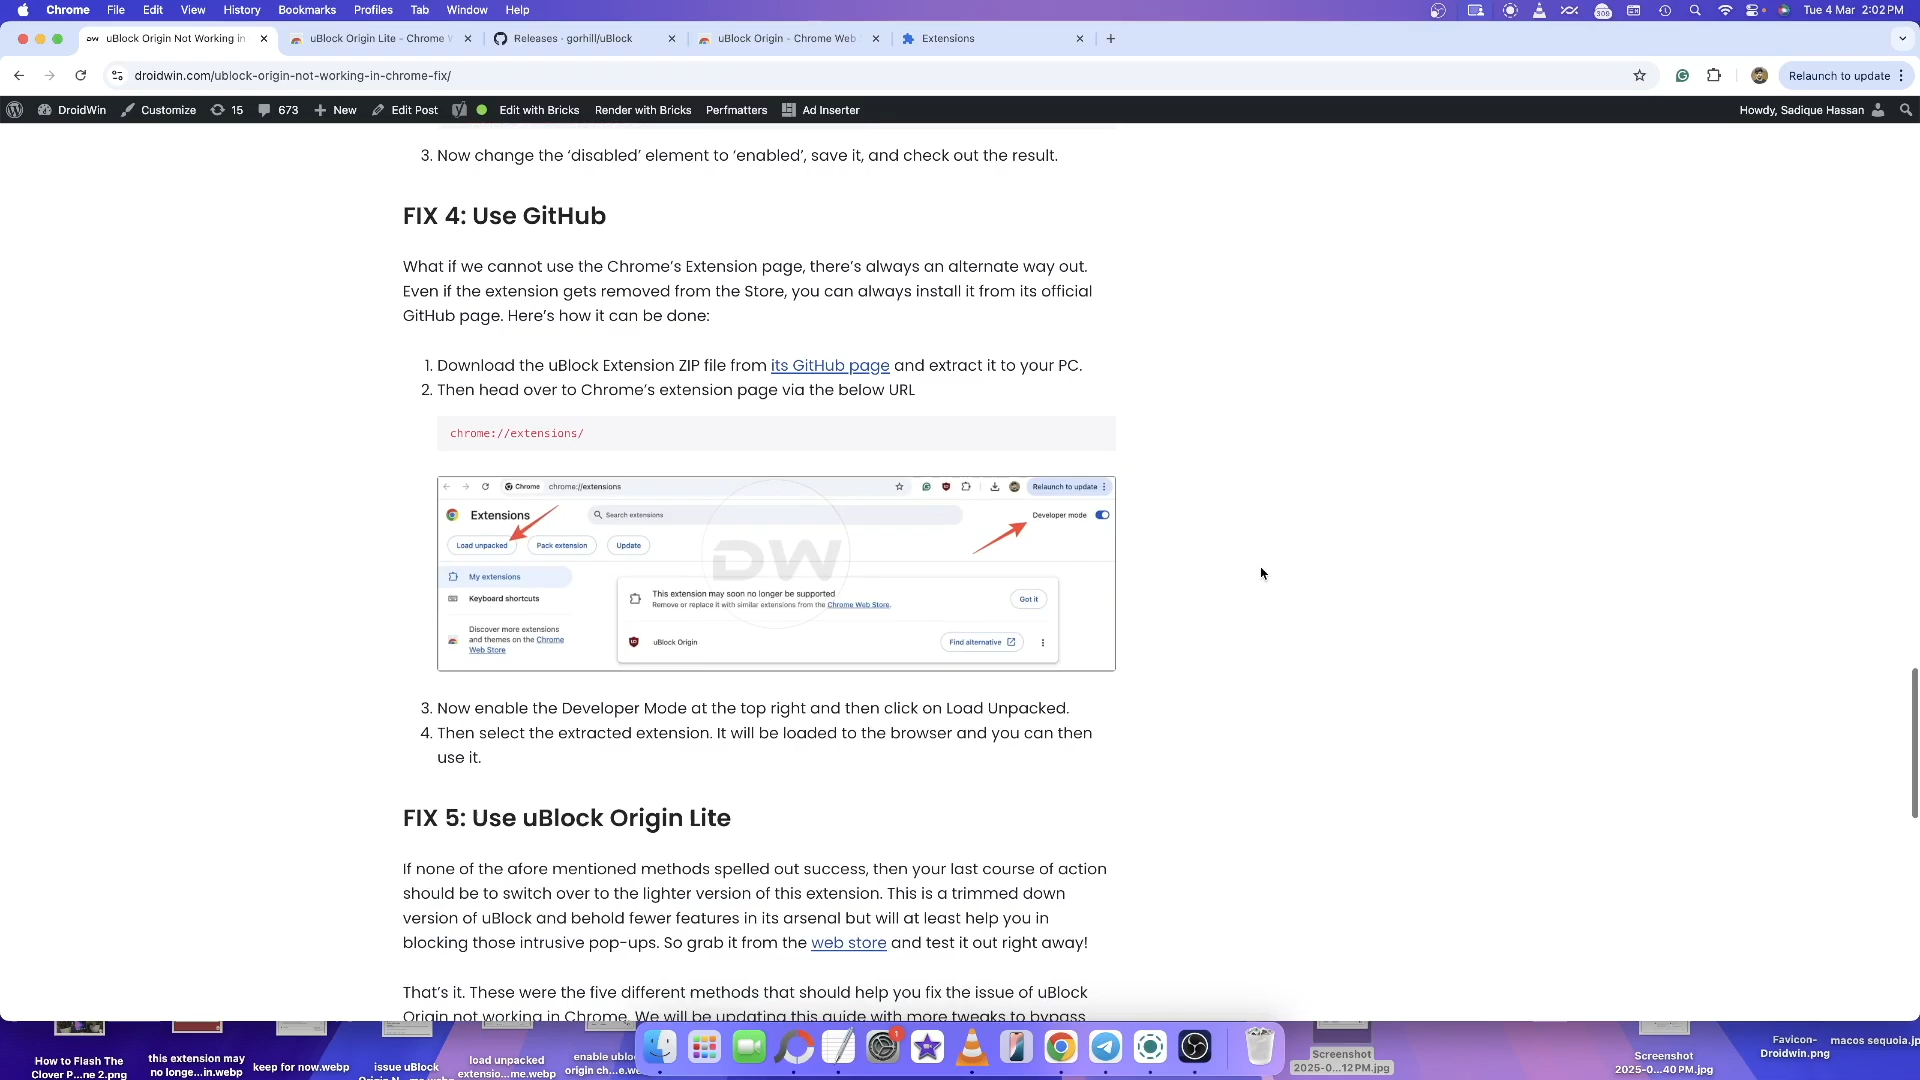 Chrome File Edit View History Bookmarks Profiles Tab Window Help
309
Tue 4 Mar 2:02 PM
DW uBlock Origin Not Working in
uBlock Origin Lite - Chrome W
Releases · gorhill/uBlock
uBlock Origin - Chrome Web
Extensions
droidwin.com/ublock-origin-not-working-in-chrome-fix/
Relaunch to update
DroidWin Customize 15 673 New Edit Post Edit with Bricks Render with Bricks Perfmatters Ad Inserter
Howdy, Sadique Hassan
3. Now change the ‘disabled’ element to ‘enabled’, save it, and check out the result.
FIX 4: Use GitHub
What if we cannot use the Chrome’s Extension page, there’s always an alternate way out.
Even if the extension gets removed from the Store, you can always install it from its official
GitHub page. Here’s how it can be done:
1. Download the uBlock Extension ZIP file from its GitHub page and extract it to your PC.
2. Then head over to Chrome’s extension page via the below URL
chrome://extensions/
Chrome chrome://extensions
Relaunch to update
Extensions
Search extensions
Developer mode
Load unpacked Pack extension Update
DW
My extensions
Keyboard shortcuts
Discover more extensions
and themes on the Chrome
Web Store
This extension may soon no longer be supported
Remove or replace it with similar extensions from the Chrome Web Store.
Got it
uBlock Origin
Find alternative
3. Now enable the Developer Mode at the top right and then click on Load Unpacked.
4. Then select the extracted extension. It will be loaded to the browser and you can then
use it.
FIX 5: Use uBlock Origin Lite
If none of the afore mentioned methods spelled out success, then your last course of action
should be to switch over to the lighter version of this extension. This is a trimmed down
version of uBlock and behold fewer features in its arsenal but will at least help you in
blocking those intrusive pop-ups. So grab it from the web store and test it out right away!
That’s it. These were the five different methods that should help you fix the issue of uBlock
Origin not working in Chrome. We will be updating this guide with more tweaks to bypass
How to Flash The
Clover P...ne 2.png
this extension may
no longe...in.webp
keep for now.webp
issue uBlock
load unpacked
extensio...me.webp
enable ublo
origin ch...e.w
1
Screenshot
2025-0...12 PM.jpg
Screenshot
2025-0...40 PM.jpg
Favicon-
Droidwin.png
macos sequoia.jp